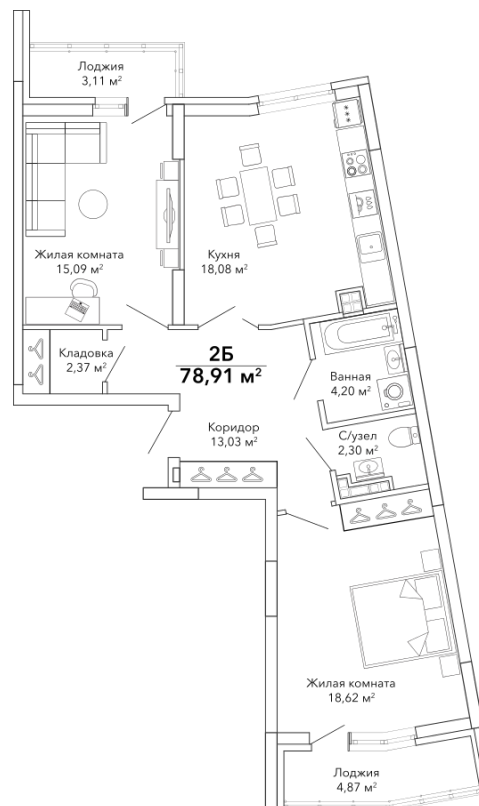 Лоджия
3,11 м²
Жилая комната
15,09 м²
Кухня
18,08 м²
Кладовка
2,37 м²
2Б
78,91 м²
Ванная
4,20 м²
Коридор
13,03 м²
С/узел
2,30 м²
Жилая комната
18,62 м²
Лоджия
4,87 м²